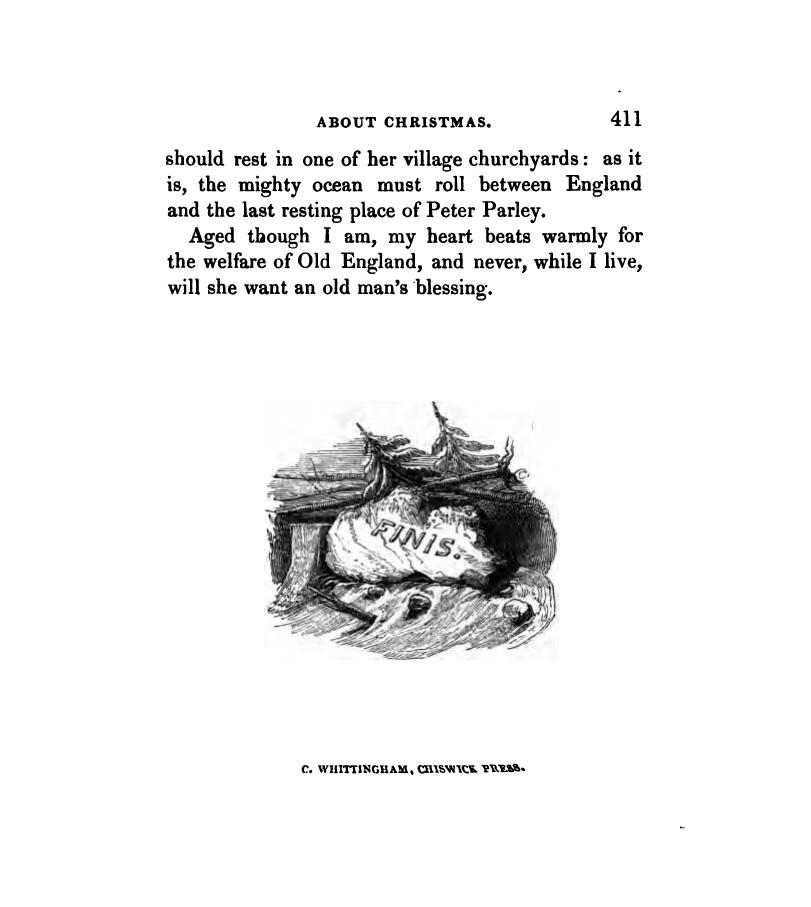 ABOUT CHRISTMAS. 411
should rest in one of her village churchyards: as it
is, the mighty ocean must roll between England
and the last resting place of Peter Parley.
Aged though I am, my heart beats warmly for
the welfare of Old England, and never, while I live,
will she want an old man's blessing.
FINIS.
C. WHITTINGHAM, CHISWICK PRESS.